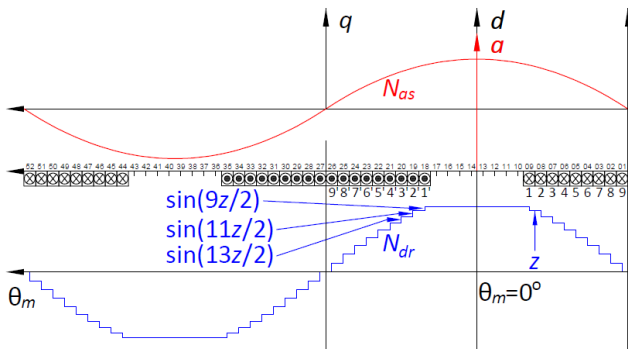 q d
a
N_as
52 51 50 49 48 47 46 45 44 43 42 41 40 39 38 37 36 35 34 33 32 31 30 29 28 27 26 25 24 23 22 21 20 19 18 17 16 15 14 13 12 11 10 09 08 07 06 05 04 03 02 01
9 8 7 6 5 4 3 2 1 1 2 3 4 5 6 7 8 9
sin(9z/2)
sin(11z/2)
sin(13z/2)
N_dr
z
θ_m θ_m=0°